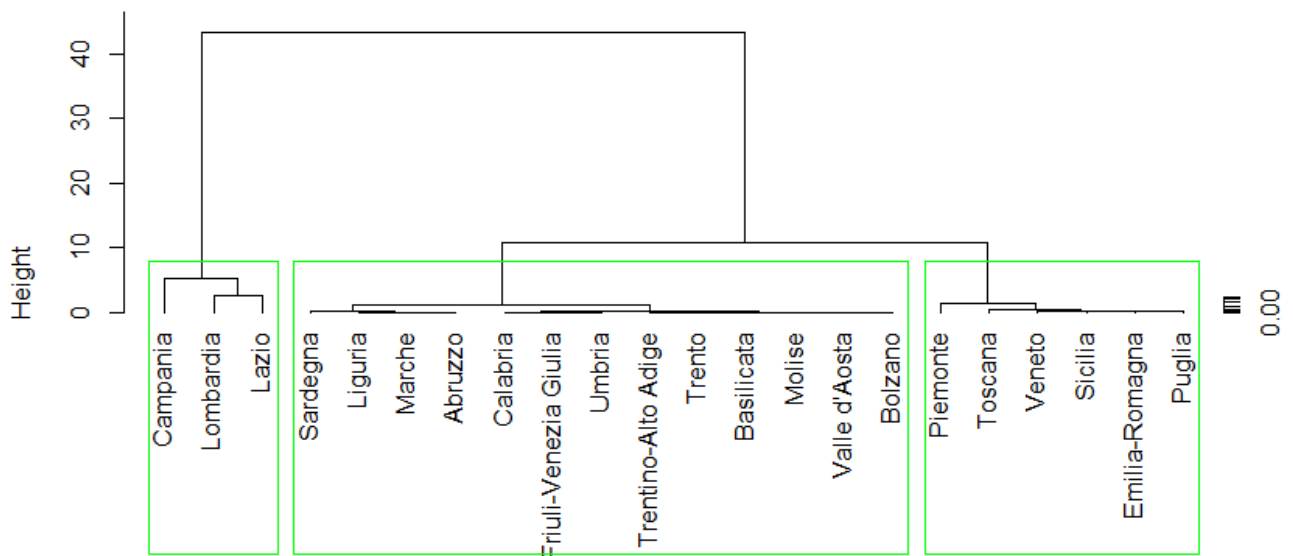 Height
40
30
20
10
0
Campania
Lombardia
Lazio
Sardegna
Liguria
Marche
Abruzzo
Calabria
Friuli-Venezia Giulia
Umbria
Trentino-Alto Adige
Trento
Basilicata
Molise
Valle d'Aosta
Bolzano
Piemonte
Toscana
Veneto
Sicilia
Emilia-Romagna
Puglia
0.00